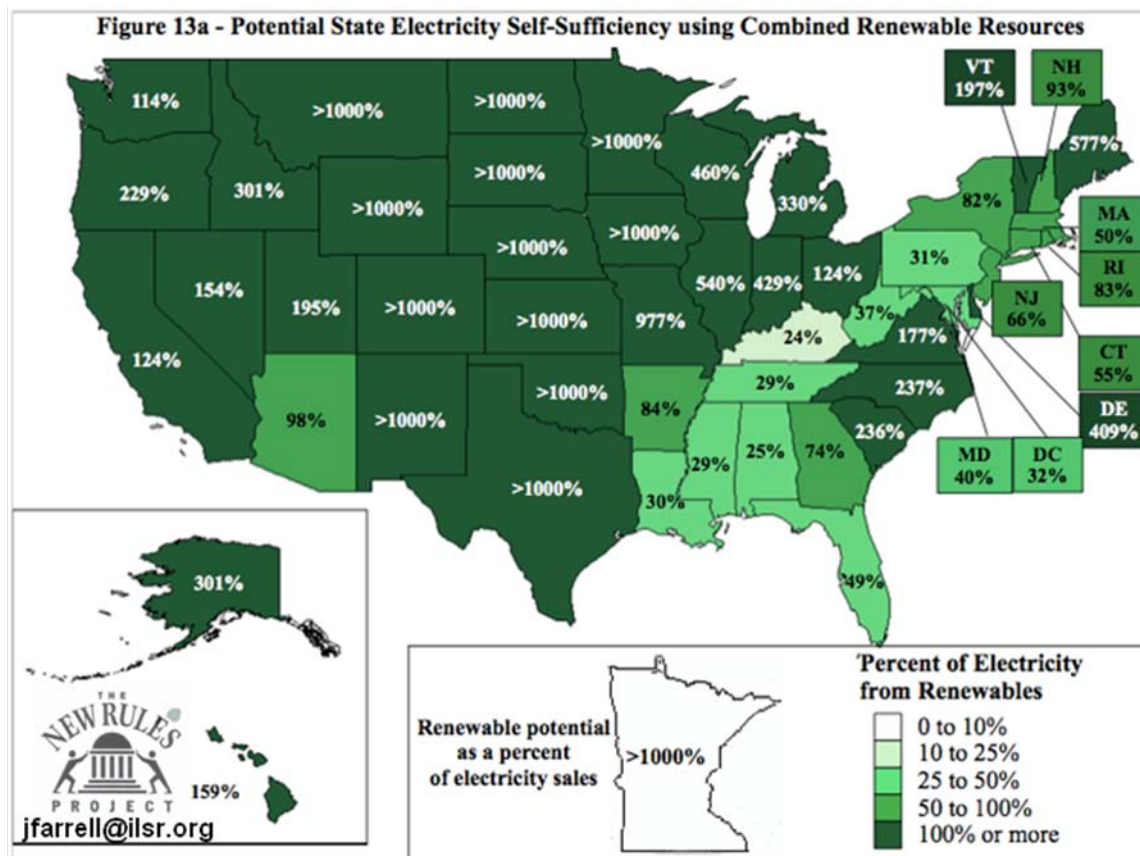 Figure 13a - Potential State Electricity Self-Sufficiency using Combined Renewable Resources
VT
197%
NH
93%
114%
>1000%
>1000%
>1000%
577%
229%
301%
>1000%
>1000%
460%
330%
82%
MA
50%
>1000%
>1000%
31%
RI
83%
154%
195%
>1000%
>1000%
977%
540%
429%
124%
37%
NJ
66%
124%
24%
177%
CT
55%
98%
>1000%
>1000%
84%
29%
237%
DE
409%
>1000%
30%
29%
25%
74%
236%
MD
40%
DC
32%
49%
301%
159%
THE
NEW RULES
PROJECT
jfarrell@ilsr.org
Renewable potential
as a percent
of electricity sales
>1000%
Percent of Electricity
from Renewables
0 to 10%
10 to 25%
25 to 50%
50 to 100%
100% or more